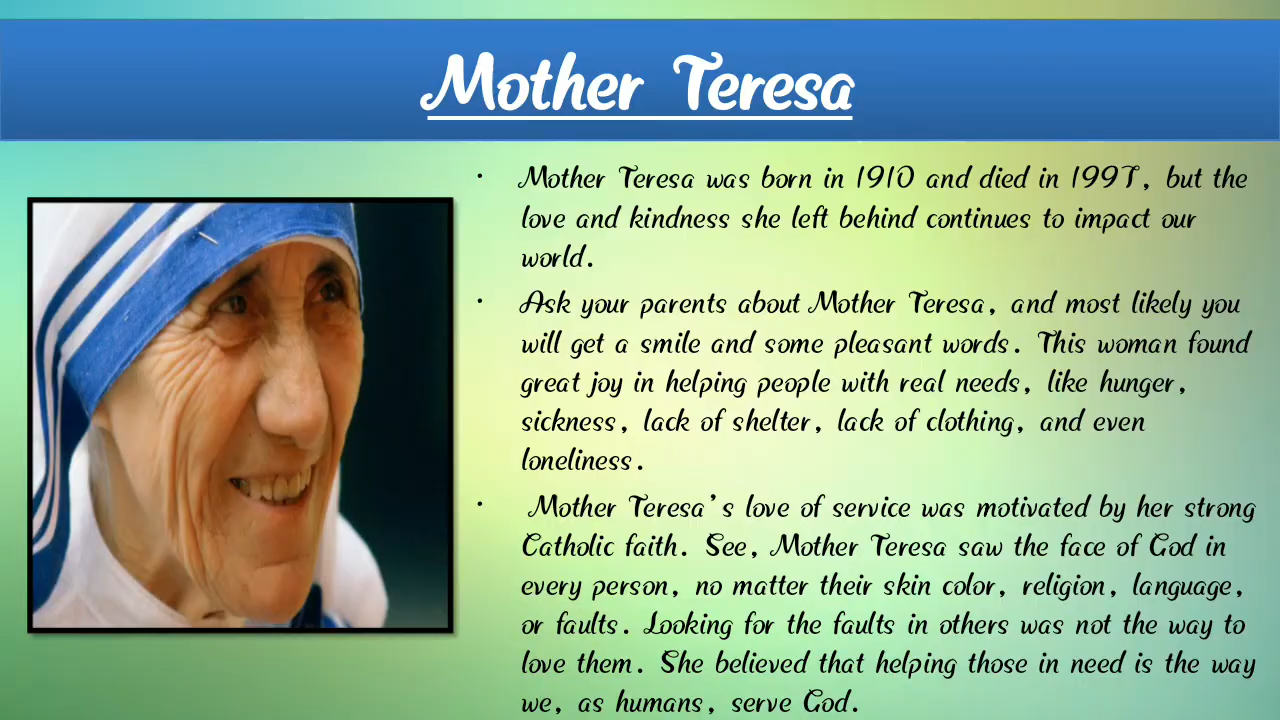 Mother Teresa
• Mother Teresa was born in 1910 and died in 1997, but the
love and kindness she left behind continues to impact our
world.
• Ask your parents about Mother Teresa, and most likely you
will get a smile and some pleasant words. This woman found
great joy in helping people with real needs, like hunger,
sickness, lack of shelter, lack of clothing, and even
loneliness.
• Mother Teresa's love of service was motivated by her strong
Catholic faith. See, Mother Teresa saw the face of God in
every person, no matter their skin color, religion, language,
or faults. Looking for the faults in others was not the way to
love them. She believed that helping those in need is the way
we, as humans, serve God.